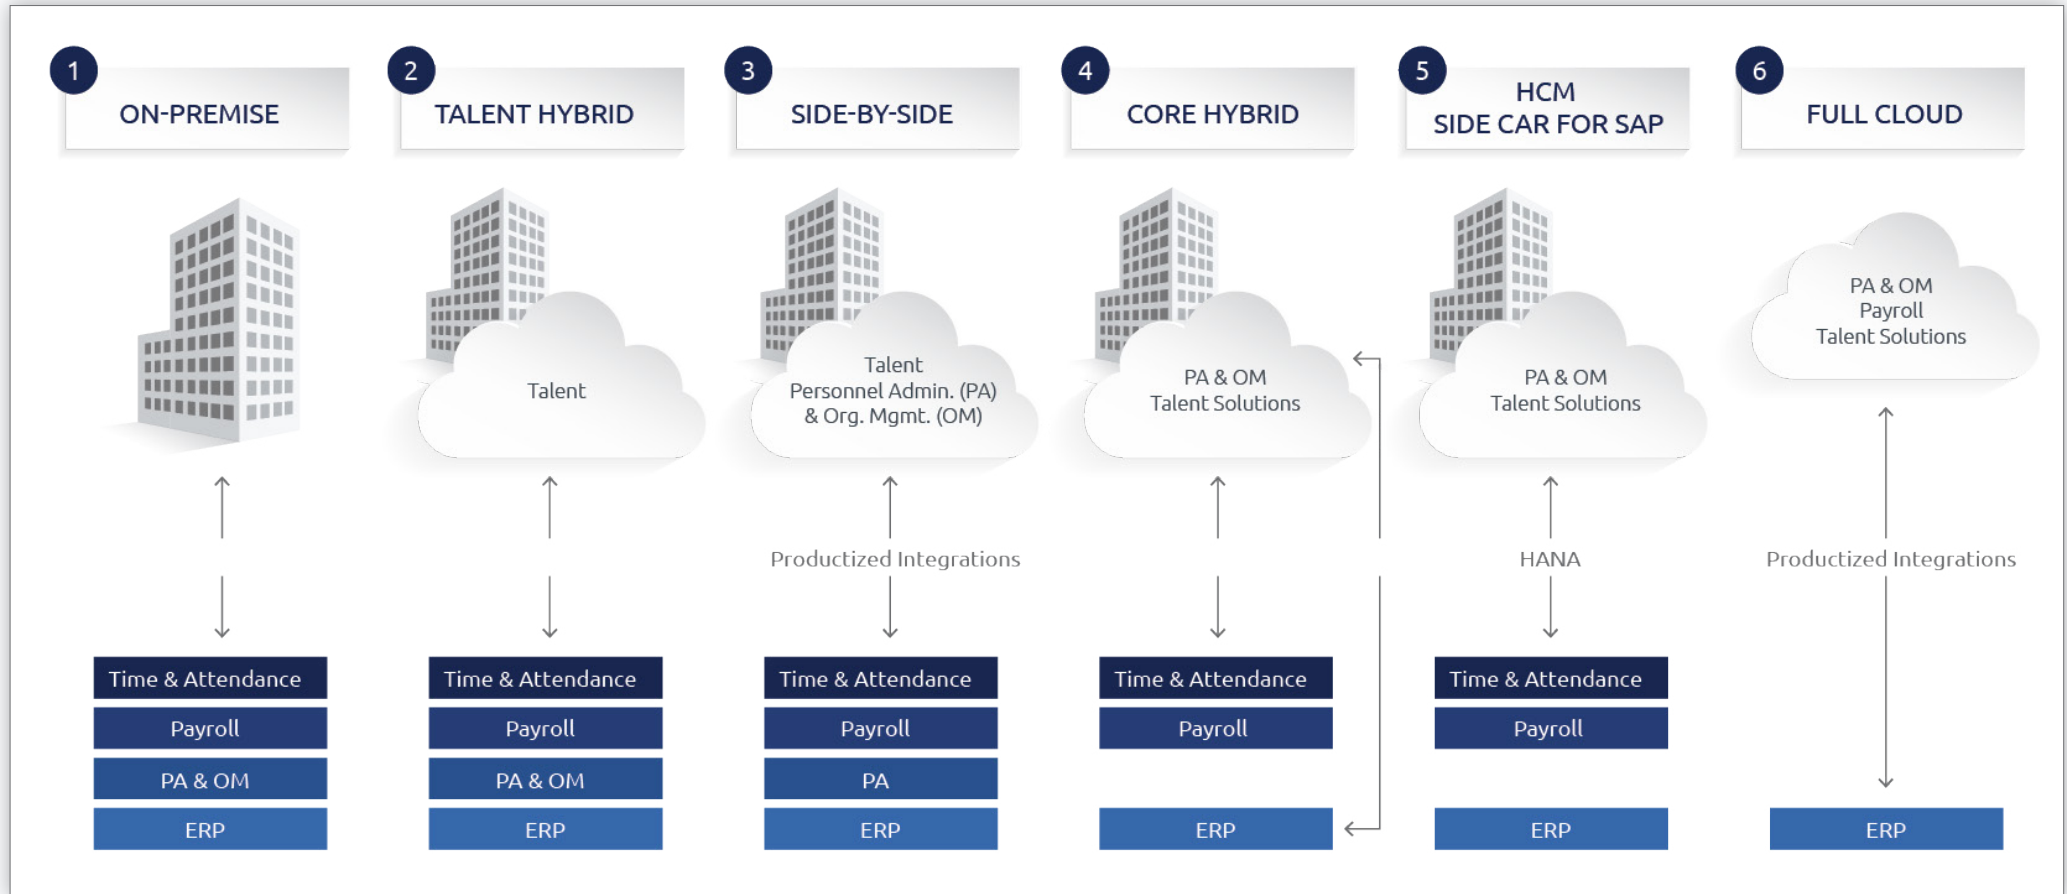 1
ON-PREMISE
Time & Attendance
Payroll
PA & OM
ERP
2
TALENT HYBRID
Talent
Time & Attendance
Payroll
PA & OM
ERP
3
SIDE-BY-SIDE
Talent
Personnel Admin. (PA)
& Org. Mgmt. (OM)
Productized Integrations
Time & Attendance
Payroll
PA
ERP
4
CORE HYBRID
PA & OM
Talent Solutions
Time & Attendance
Payroll
ERP
5
HCM
SIDE CAR FOR SAP
PA & OM
Talent Solutions
HANA
Time & Attendance
Payroll
ERP
6
FULL CLOUD
PA & OM
Payroll
Talent Solutions
Productized Integrations
ERP